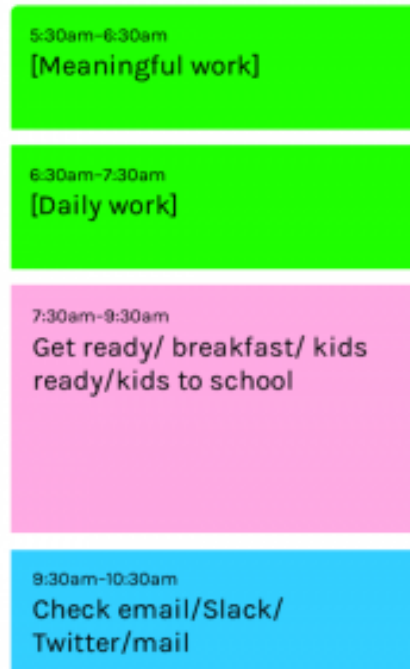 5:30am–6:30am
[Meaningful work]
6:30am–7:30am
[Daily work]
7:30am–9:30am
Get ready/ breakfast/ kids
ready/kids to school
9:30am–10:30am
Check email/Slack/
Twitter/mail